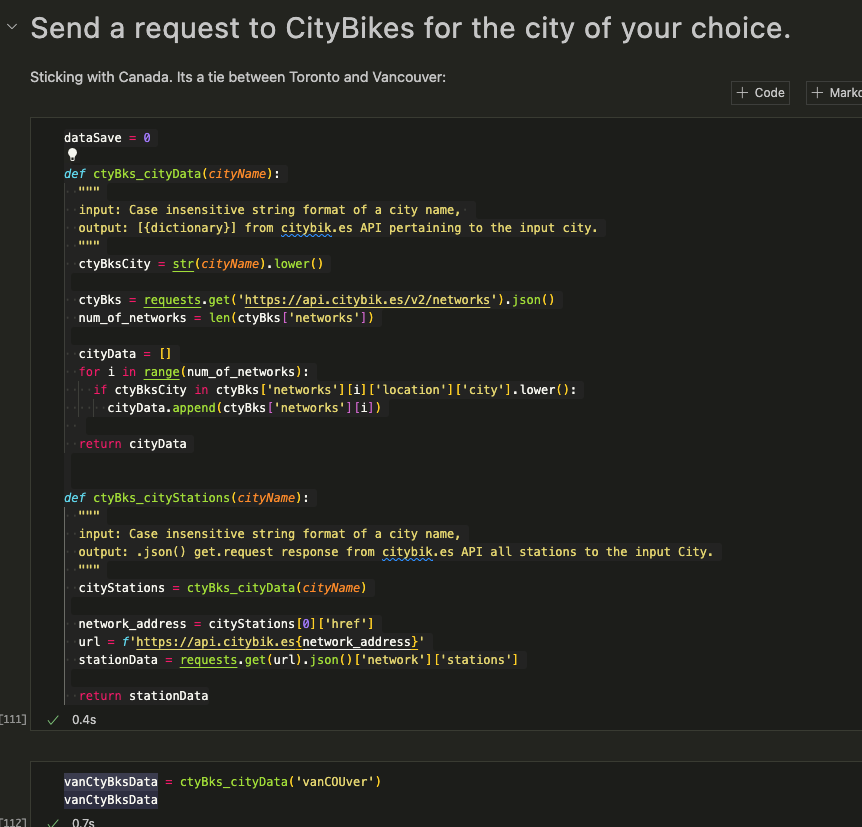 Send a request to CityBikes for the city of your choice.
Sticking with Canada. Its a tie between Toronto and Vancouver:
+ Code
+ Markd
dataSave = 0
def ctyBks_cityData(cityName):
"""
input: Case insensitive string format of a city name,
output: [{dictionary}] from citybik.es API pertaining to the input city.
"""
ctyBksCity = str(cityName).lower()
ctyBks = requests.get('https://api.citybik.es/v2/networks').json()
num_of_networks = len(ctyBks['networks'])
cityData = []
for i in range(num_of_networks):
if ctyBksCity in ctyBks['networks'][i]['location']['city'].lower():
cityData.append(ctyBks['networks'][i])
return cityData
def ctyBks_cityStations(cityName):
"""
input: Case insensitive string format of a city name,
output: .json() get.request response from citybik.es API all stations to the input City.
"""
cityStations = ctyBks_cityData(cityName)
network_address = cityStations[0]['href']
url = f'https://api.citybik.es{network_address}'
stationData = requests.get(url).json()['network']['stations']
return stationData
[111]
0.4s
vanCtyBksData = ctyBks_cityData('vanCOUver')
vanCtyBksData
[112]
0.7s